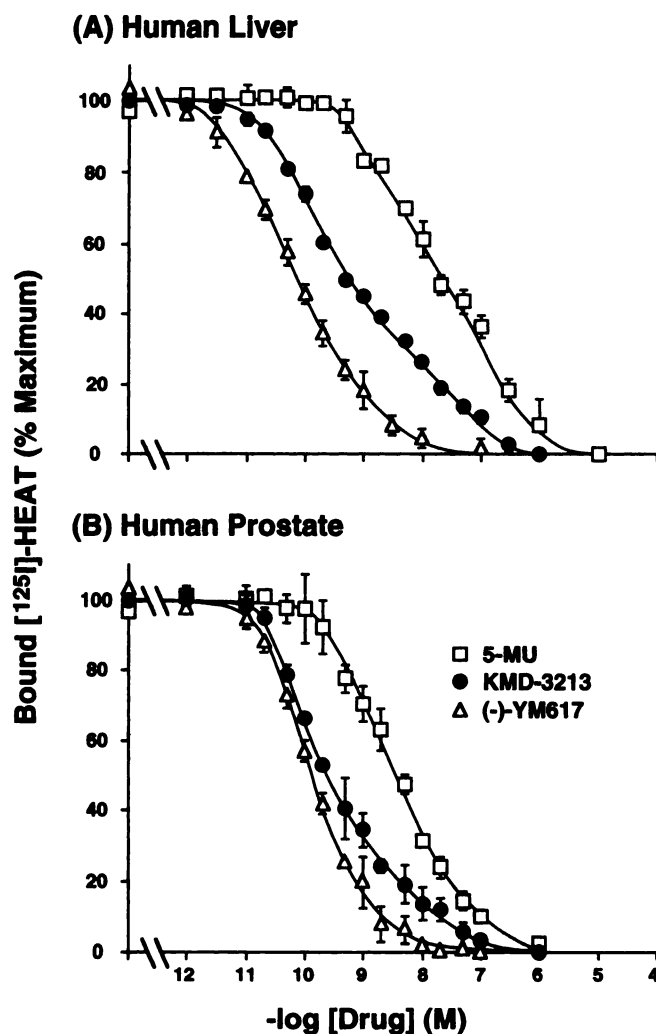 (A) Human Liver
100
80
60
40
20
0
Bound [125I]-HEAT (% Maximum)
(B) Human Prostate
100
80
60
40
20
0
5-MU
KMD-3213
(-)-YM617
12 11 10 9 8 7 6 5 4
-log [Drug] (M)